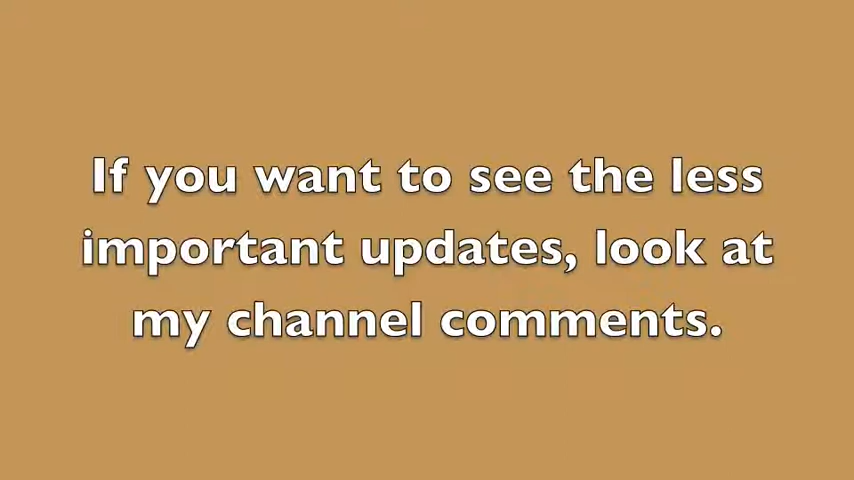 If you want to see the less
important updates, look at
my channel comments.